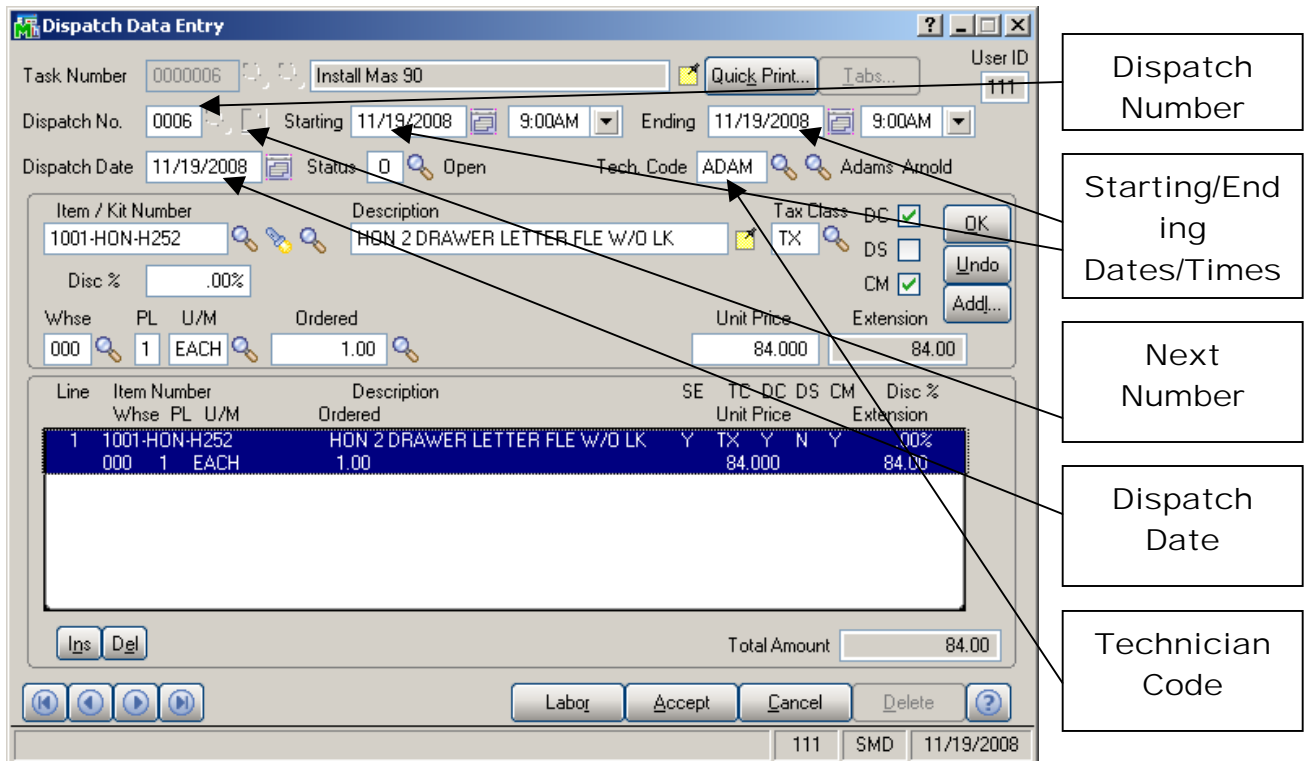 Dispatch Data Entry
User ID
Task Number 0000006 Install Mas 90 Quick Print... Tabs... 111
Dispatch No. 0006 Starting 11/19/2008 9:00AM Ending 11/19/2008 9:00AM
Dispatch Date 11/19/2008 Status O Open Tech. Code ADAM Adams Arnold
Item / Kit Number Description Tax Class DC OK
1001-HON-H252 HON 2 DRAWER LETTER FLE W/O LK TX DS Undo
Disc % .00% CM Addl...
Whse PL U/M Ordered Unit Price Extension
000 1 EACH 1.00 84.000 84.00
Line Item Number Description SE TC DC DS CM Disc %
Whse PL U/M Ordered Unit Price Extension
1 1001-HON-H252 HON 2 DRAWER LETTER FLE W/O LK Y TX Y N Y .00%
000 1 EACH 1.00 84.000 84.00
Ins Del Total Amount 84.00
Labor Accept Cancel Delete
111 SMD 11/19/2008
Dispatch
Number
Starting/End
ing
Dates/Times
Next
Number
Dispatch
Date
Technician
Code